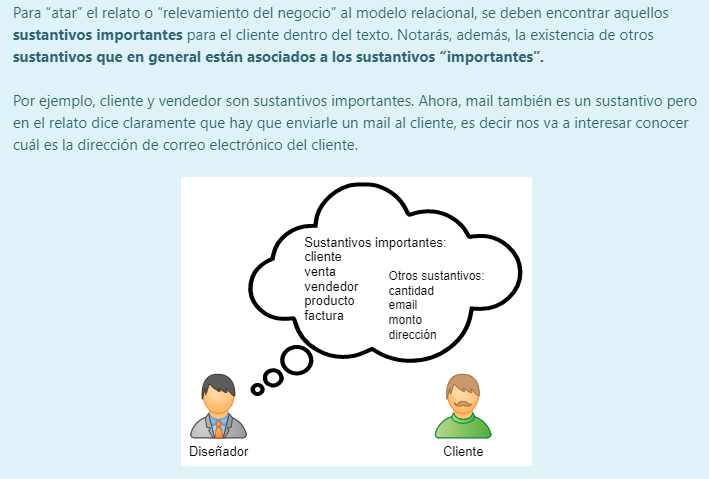 Para “atar” el relato o “relevamiento del negocio” al modelo relacional, se deben encontrar aquellos
sustantivos importantes para el cliente dentro del texto. Notarás, además, la existencia de otros
sustantivos que en general están asociados a los sustantivos “importantes”.
Por ejemplo, cliente y vendedor son sustantivos importantes. Ahora, mail también es un sustantivo pero
en el relato dice claramente que hay que enviarle un mail al cliente, es decir nos va a interesar conocer
cuál es la dirección de correo electrónico del cliente.
Sustantivos importantes:
cliente
venta
vendedor
producto
factura
Otros sustantivos:
cantidad
email
monto
dirección
Diseñador
Cliente